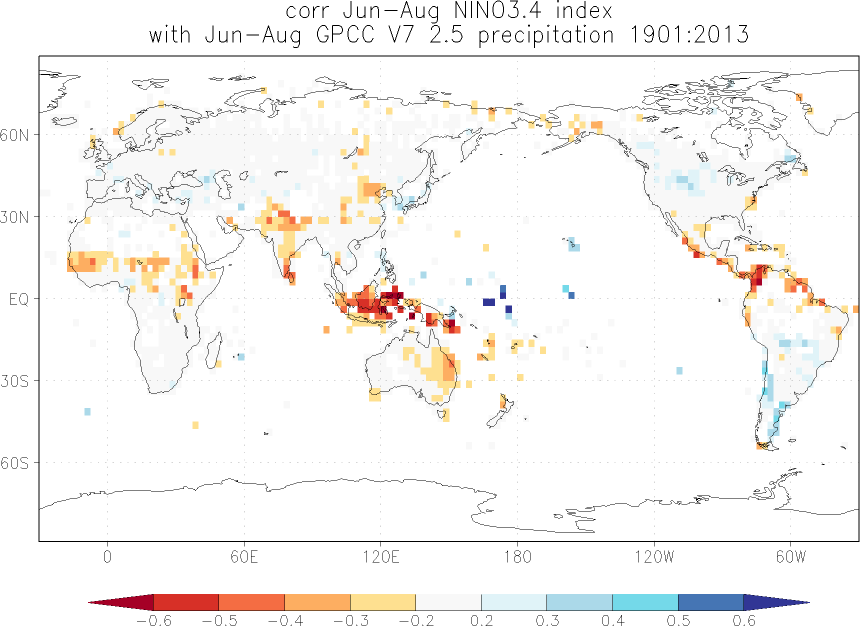 corr Jun-Aug NINO3.4 index
with Jun-Aug GPCC V7 2.5 precipitation 1901:2013
60N
30N
EQ
30S
60S
0 60E 120E 180 120W 60W
-0.6 -0.5 -0.4 -0.3 -0.2 0.2 0.3 0.4 0.5 0.6